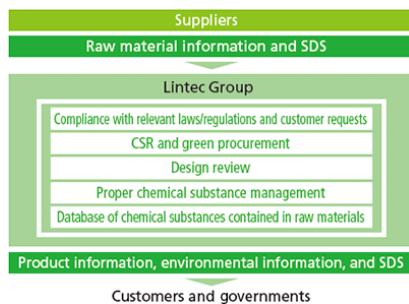 Suppliers
Raw material information and SDS
Lintec Group
Compliance with relevant laws/regulations and customer requests
CSR and green procurement
Design review
Proper chemical substance management
Database of chemical substances contained in raw materials
Product information, environmental information, and SDS
Customers and governments